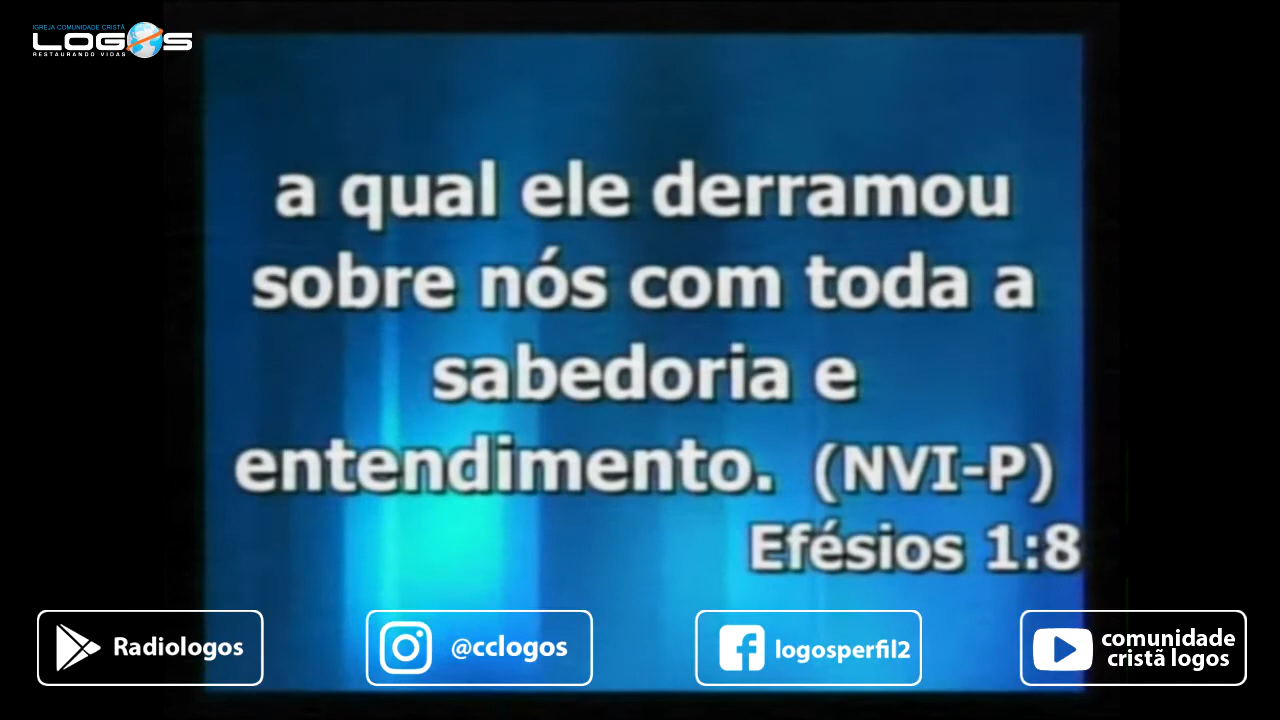 IGREJA COMUNIDADE CRISTÃ
LOGOS
RESTAURANDO VIDAS
a qual ele derramou
sobre nós com toda a
sabedoria e
entendimento. (NVI-P)
Efésios 1:8
Radiologos
@cclogos
logosperfil2
comunidade
cristã logos